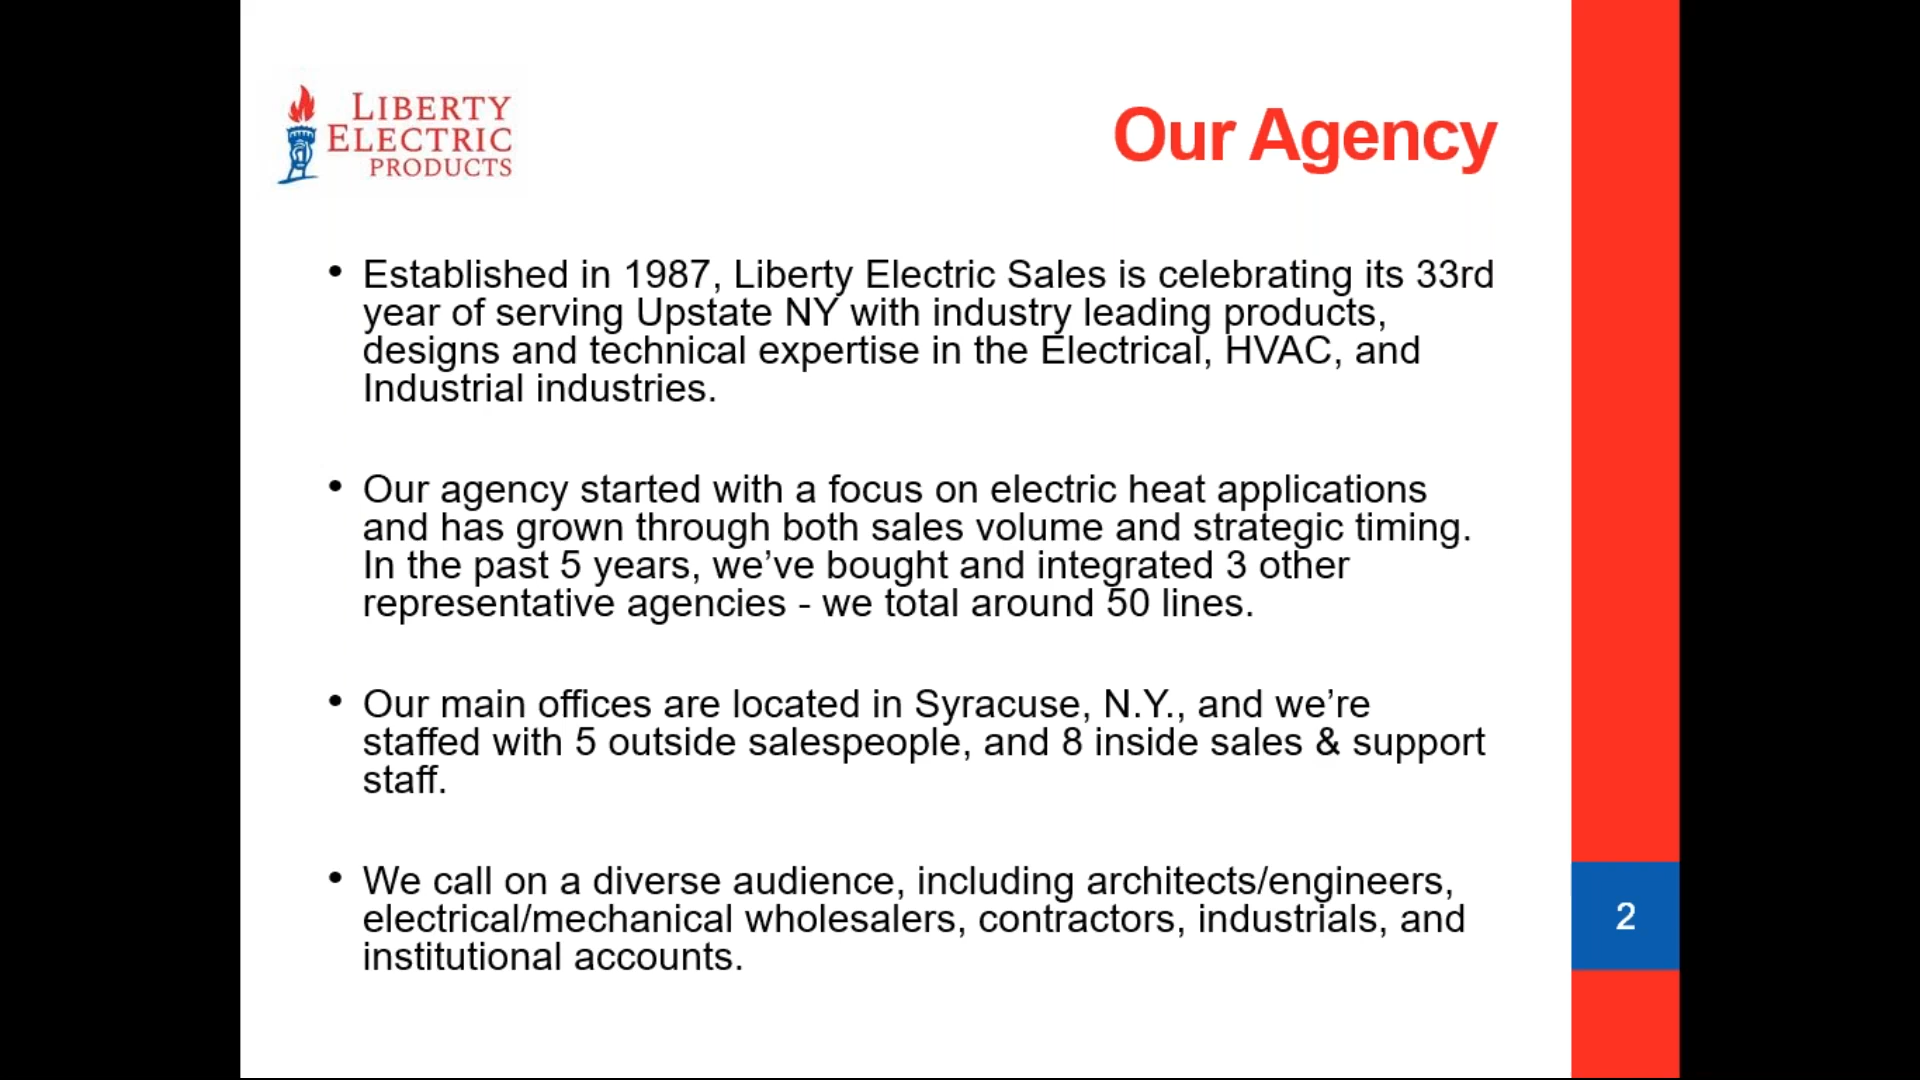 LIBERTY
ELECTRIC
PRODUCTS
Our Agency
• Established in 1987, Liberty Electric Sales is celebrating its 33rd
year of serving Upstate NY with industry leading products,
designs and technical expertise in the Electrical, HVAC, and
Industrial industries.
• Our agency started with a focus on electric heat applications
and has grown through both sales volume and strategic timing.
In the past 5 years, we’ve bought and integrated 3 other
representative agencies - we total around 50 lines.
• Our main offices are located in Syracuse, N.Y., and we’re
staffed with 5 outside salespeople, and 8 inside sales & support
staff.
• We call on a diverse audience, including architects/engineers,
electrical/mechanical wholesalers, contractors, industrials, and
institutional accounts.
2